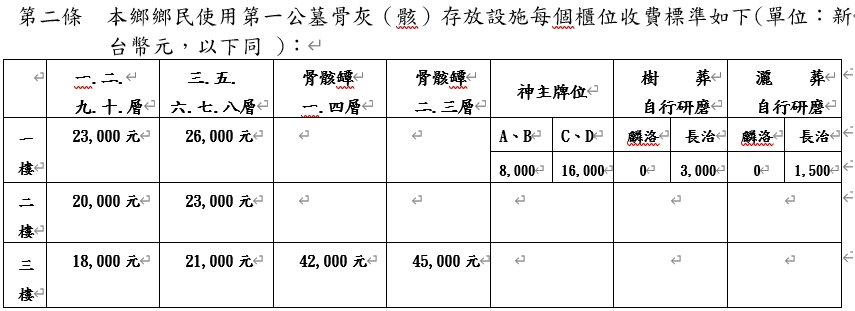 第二條　本鄉鄉民使用第一公墓骨灰（骸）存放設施每個櫃位收費標準如下(單位：新
台幣元，以下同 )：
一.二.　三.五.　骨骸罈　骨骸罈　神主牌位　樹　葬　灑　葬
九.十.層　六.七.八層　一.四層　二.三層　自行研磨　自行研磨
一樓　23,000 元　26,000 元　A、B　C、D　麟洛　長治　麟洛　長治
8,000　16,000　0　3,000　0　1,500
二樓　20,000 元　23,000 元
三樓　18,000 元　21,000 元　42,000 元　45,000 元